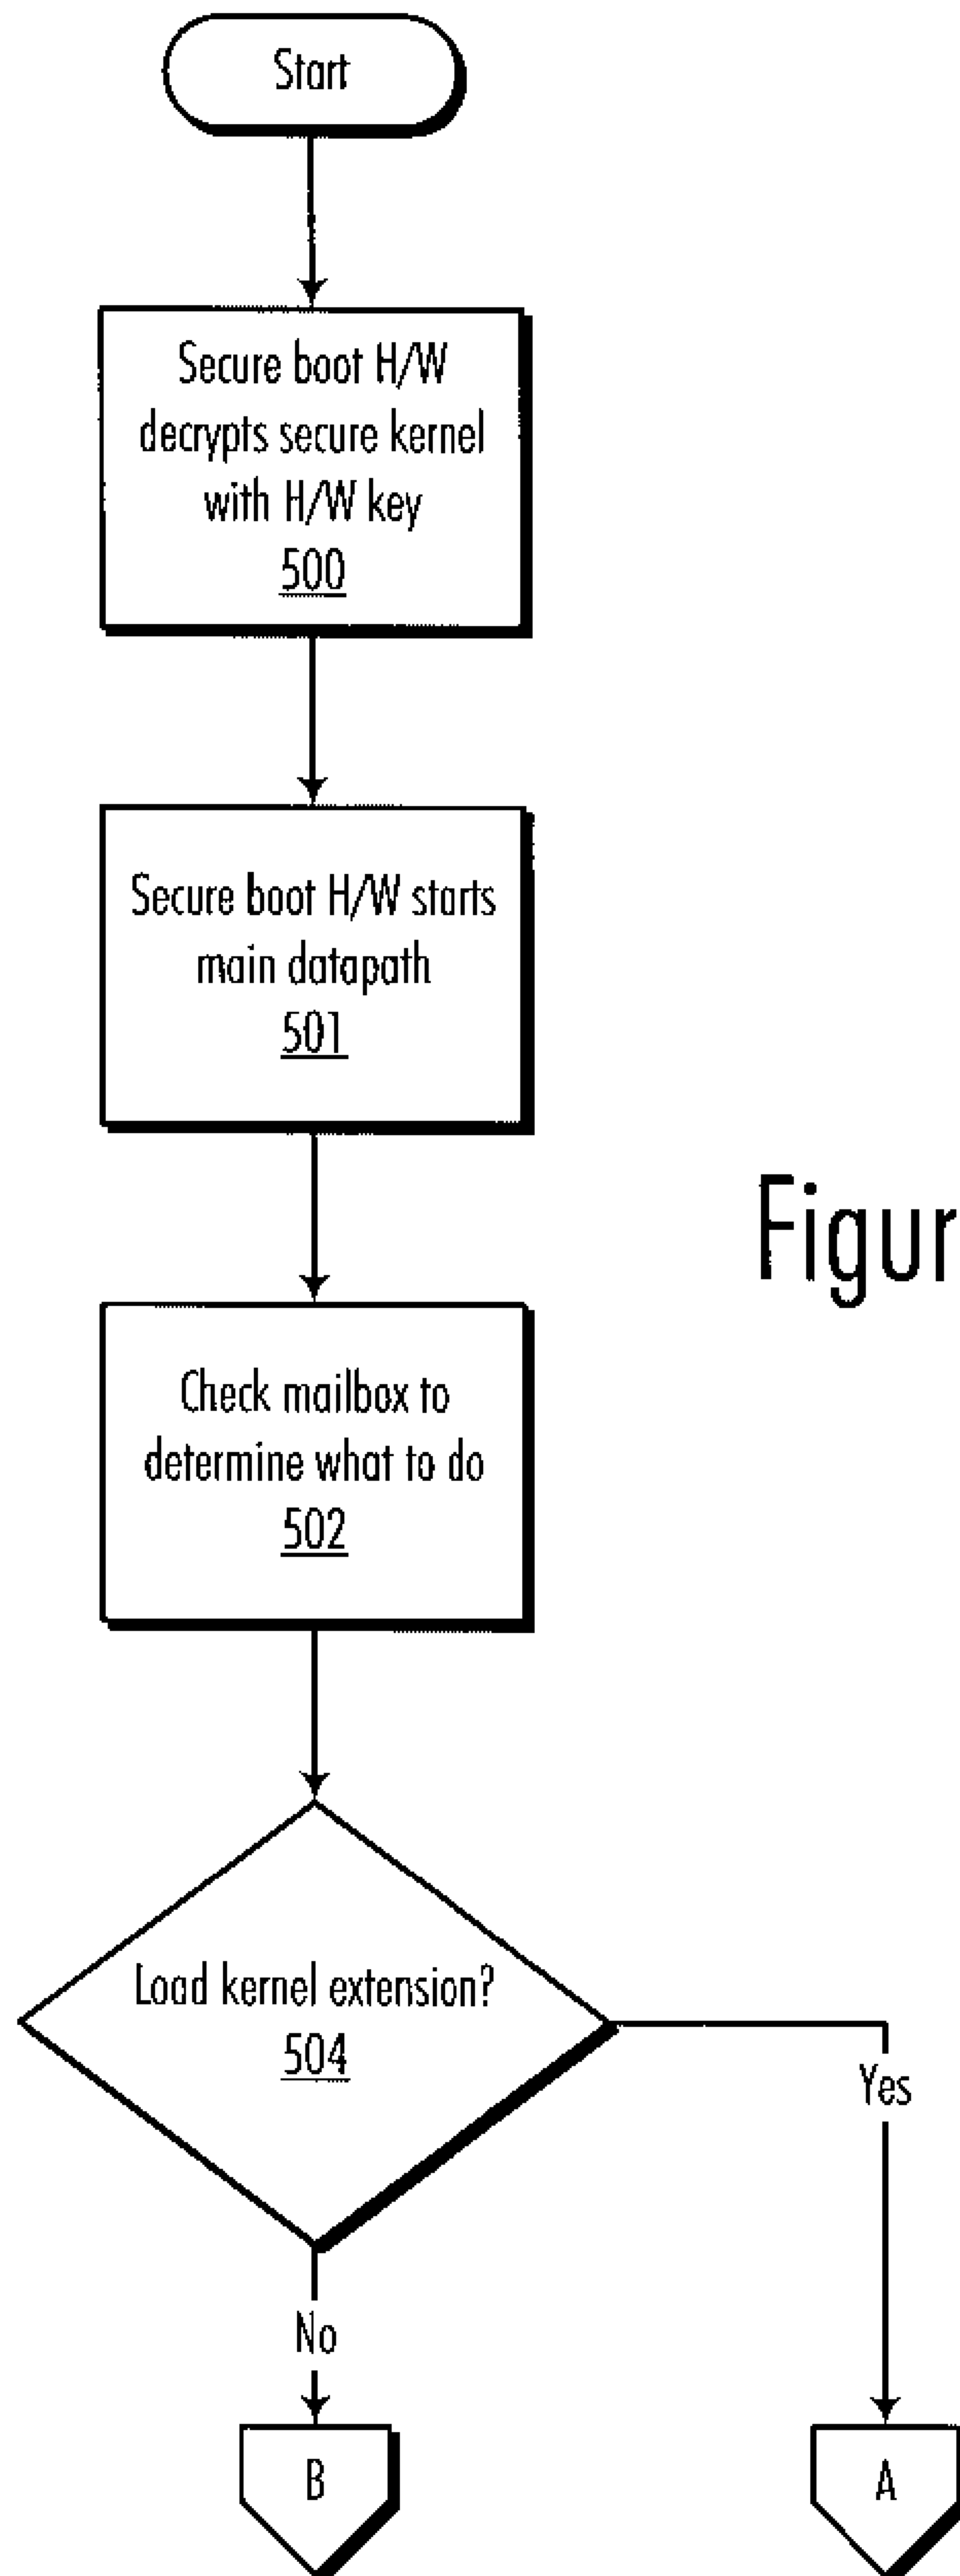 Start
Secure boot H/W
decrypts secure kernel
with H/W key
500
Secure boot H/W starts
main datapath
501
Figur
Check mailbox to
determine what to do
502
Load kernel extension?
504
Yes
No
B
A